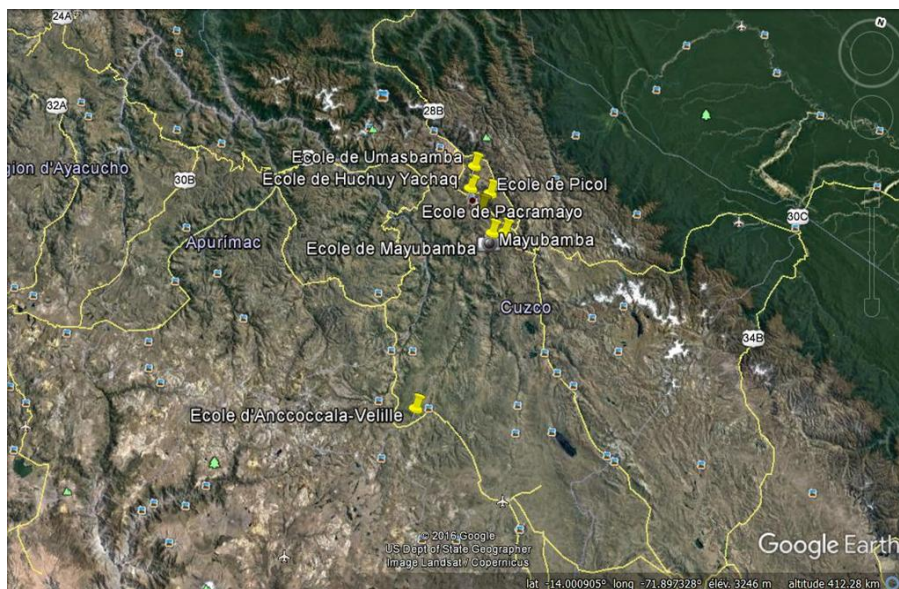 24A
28B
32A
Ecole de Umasbamba
gion d'Ayacucho
30B
Ecole de Huchuy Yachaq
Ecole de Picol
Ecole de Pacramayo
30C
Apurímac
Mayubamba
Ecole de Mayubamba
Cuzco
34B
Ecole d'Anccoccala-Velille
© 2016 Google
US Dept of State Geographer
Image Landsat / Copernicus
Google Earth
lat -14.000905° long -71.897328° élev. 3246 m altitude 412.28 km
N